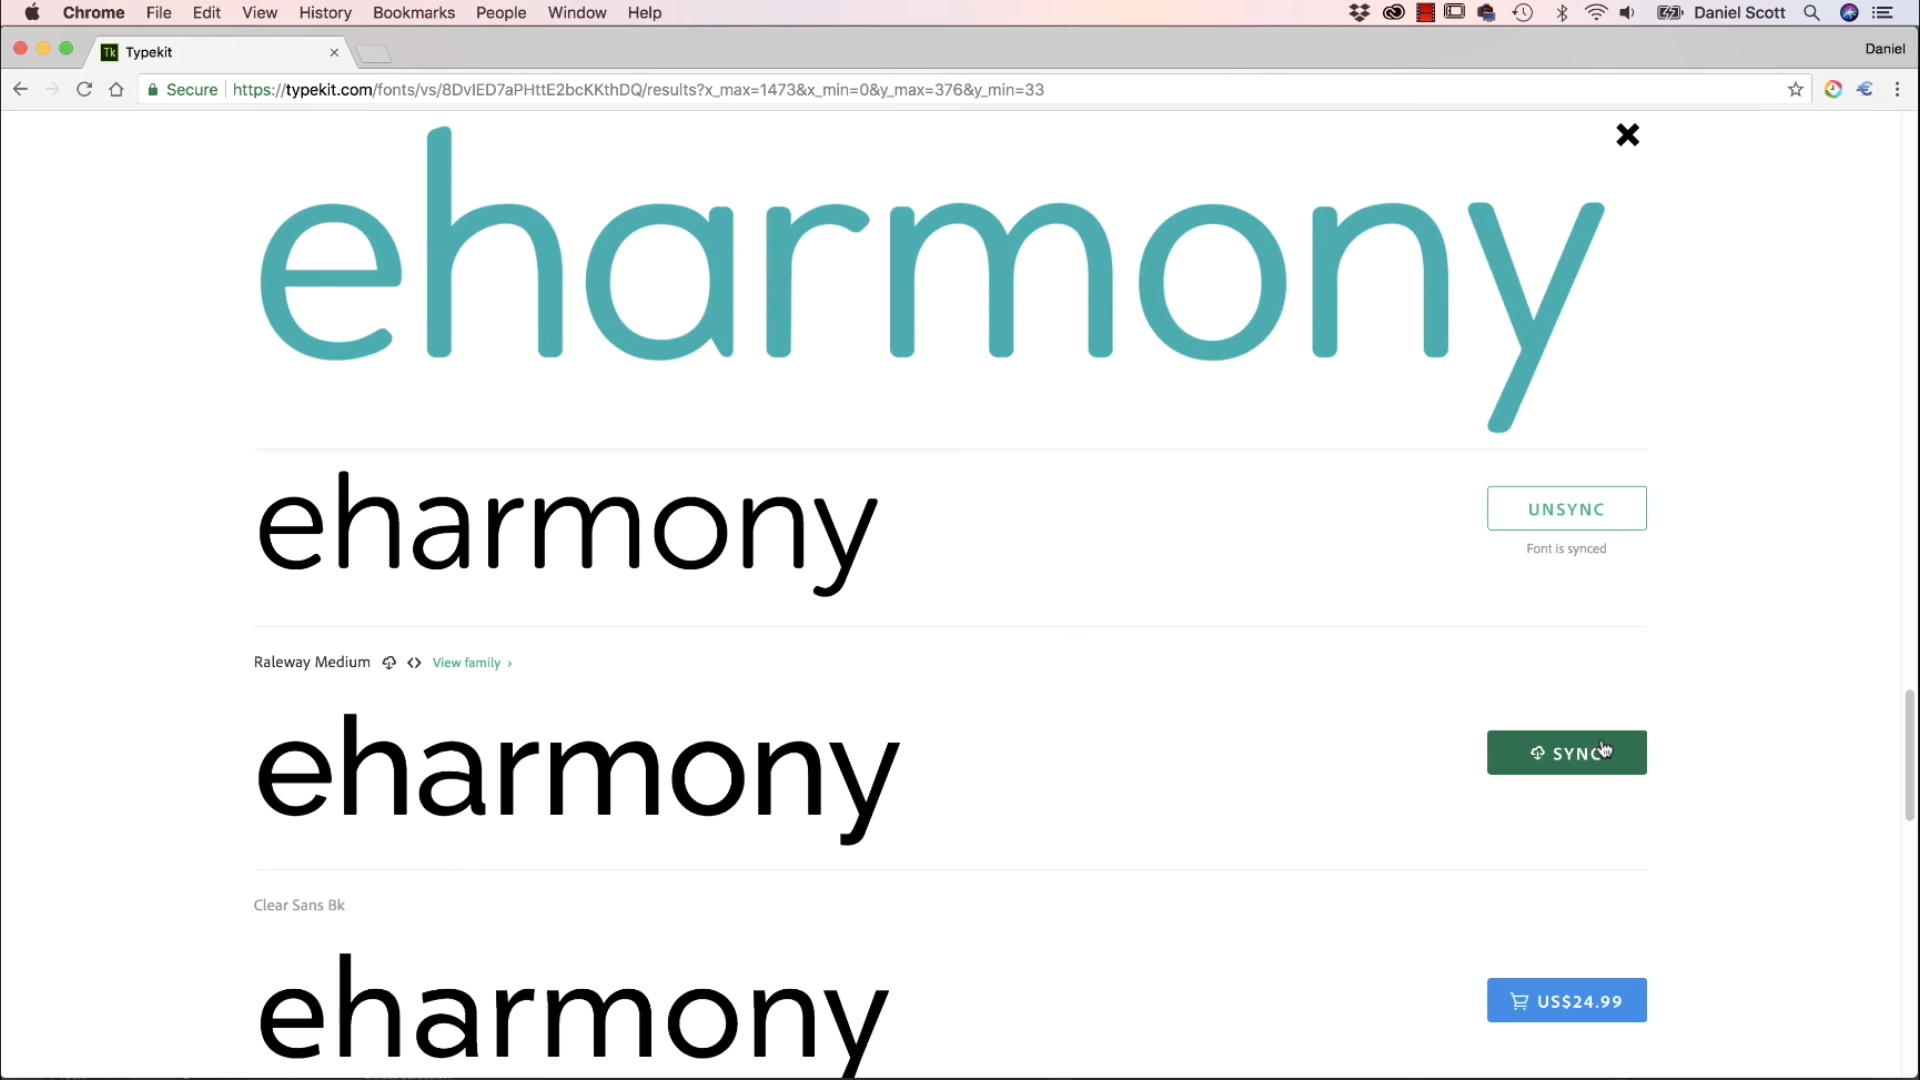 Chrome File Edit View History Bookmarks People Window Help Daniel Scott
Tk Typekit Daniel
Secure https://typekit.com/fonts/vs/8DvIED7aPHttE2bcKKthDQ/results?x_max=1473&x_min=0&y_max=376&y_min=33
eharmony
eharmony
UNSYNC
Font is synced
Raleway Medium View family ›
eharmony
SYNC
Clear Sans Bk
eharmony
US$24.99